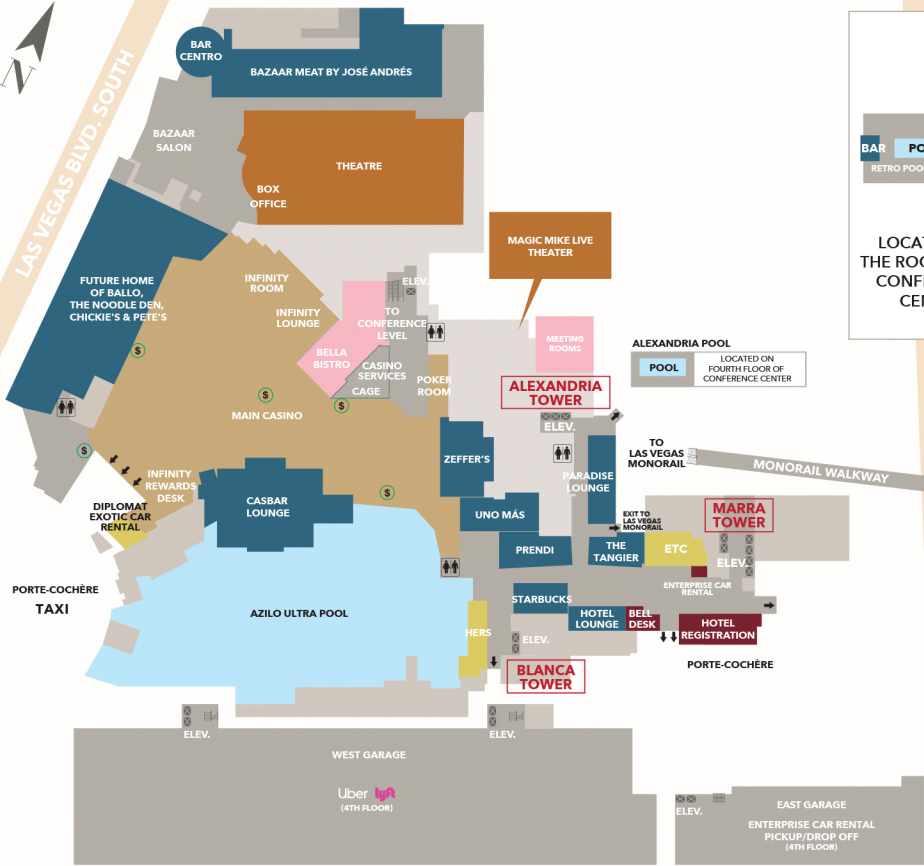 N
LAS VEGAS BLVD. SOUTH
BAR
CENTRO
BAZAAR MEAT BY JOSÉ ANDRÉS
BAZAAR
SALON
THEATRE
BOX
OFFICE
MAGIC MIKE LIVE
THEATER
BAR
RETRO POO
LOCAT
THE ROO
CONFE
CE
FUTURE HOME
OF BALLO,
THE NOODLE DEN,
CHICKIE'S & PETE'S
INFINITY
ROOM
INFINITY
LOUNGE
ELEV.
TO
CONFERENCE
LEVEL
BELLA
BISTRO
CASINO
SERVICES
CAGE
POKER
ROOM
MEETING
ROOMS
ALEXANDRIA POOL
POOL
LOCATED ON
FOURTH FLOOR OF
CONFERENCE CENTER
ALEXANDRIA
TOWER
ELEV.
$
$
$
$
$
MAIN CASINO
ZEFFER'S
PARADISE
LOUNGE
TO
LAS VEGAS
MONORAIL
MONORAIL WALKWAY
INFINITY
REWARDS
DESK
DIPLOMAT
EXOTIC CAR
RENTAL
CASBAR
LOUNGE
UNO MÁS
EXIT TO
LAS VEGAS
MONORAIL
MARRA
TOWER
PRENDI
THE
TANGIER
ETC
ELEV.
ENTERPRISE CAR
RENTAL
PORTE-COCHÈRE
TAXI
AZILO ULTRA POOL
STARBUCKS
HERS
ELEV.
HOTEL
LOUNGE
BELL
DESK
HOTEL
REGISTRATION
PORTE-COCHÈRE
BLANCA
TOWER
ELEV.
ELEV.
WEST GARAGE
Uber lyft
(4TH FLOOR)
ELEV.
EAST GARAGE
ENTERPRISE CAR RENTAL
PICKUP/DROP OFF
(4TH FLOOR)